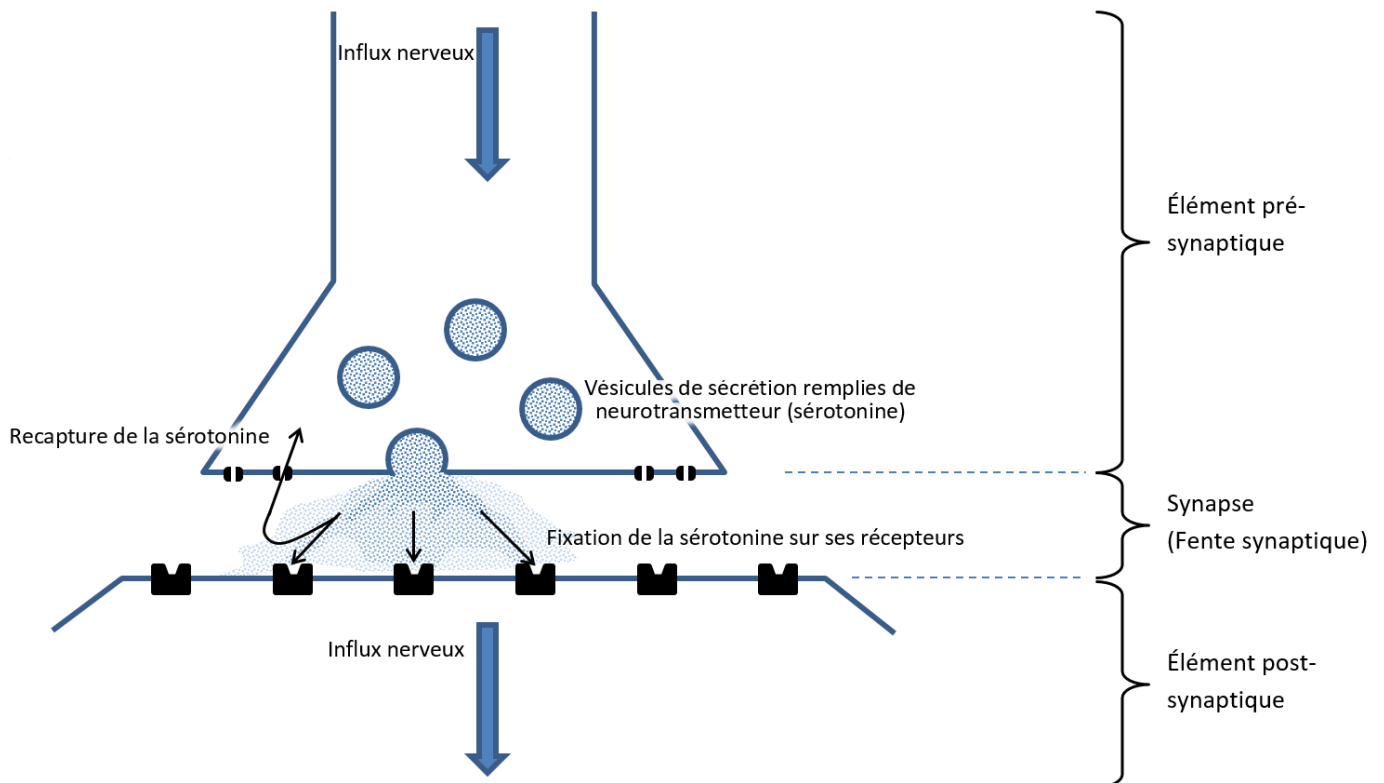 Influx nerveux
Élément pré-
synaptique
Vésicules de sécrétion remplies de
neurotransmetteur (sérotonine)
Recapture de la sérotonine
Synapse
(Fente synaptique)
Fixation de la sérotonine sur ses récepteurs
Influx nerveux
Élément post-
synaptique